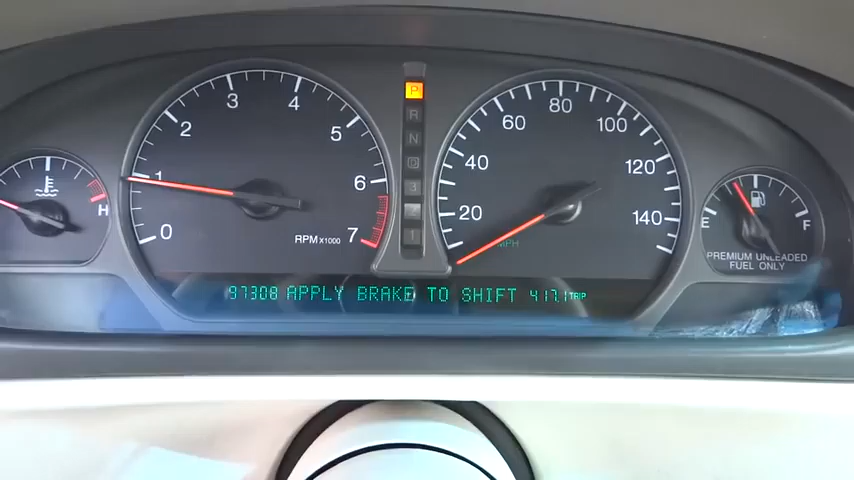 0 1 2 3 4 5 6 7
RPM X1000
H
P
R
N
D
3
2
1
20 40 60 80 100 120 140
MPH
E F
PREMIUM UNLEADED
FUEL ONLY
97308 APPLY BRAKE TO SHIFT 417.1 TRIP